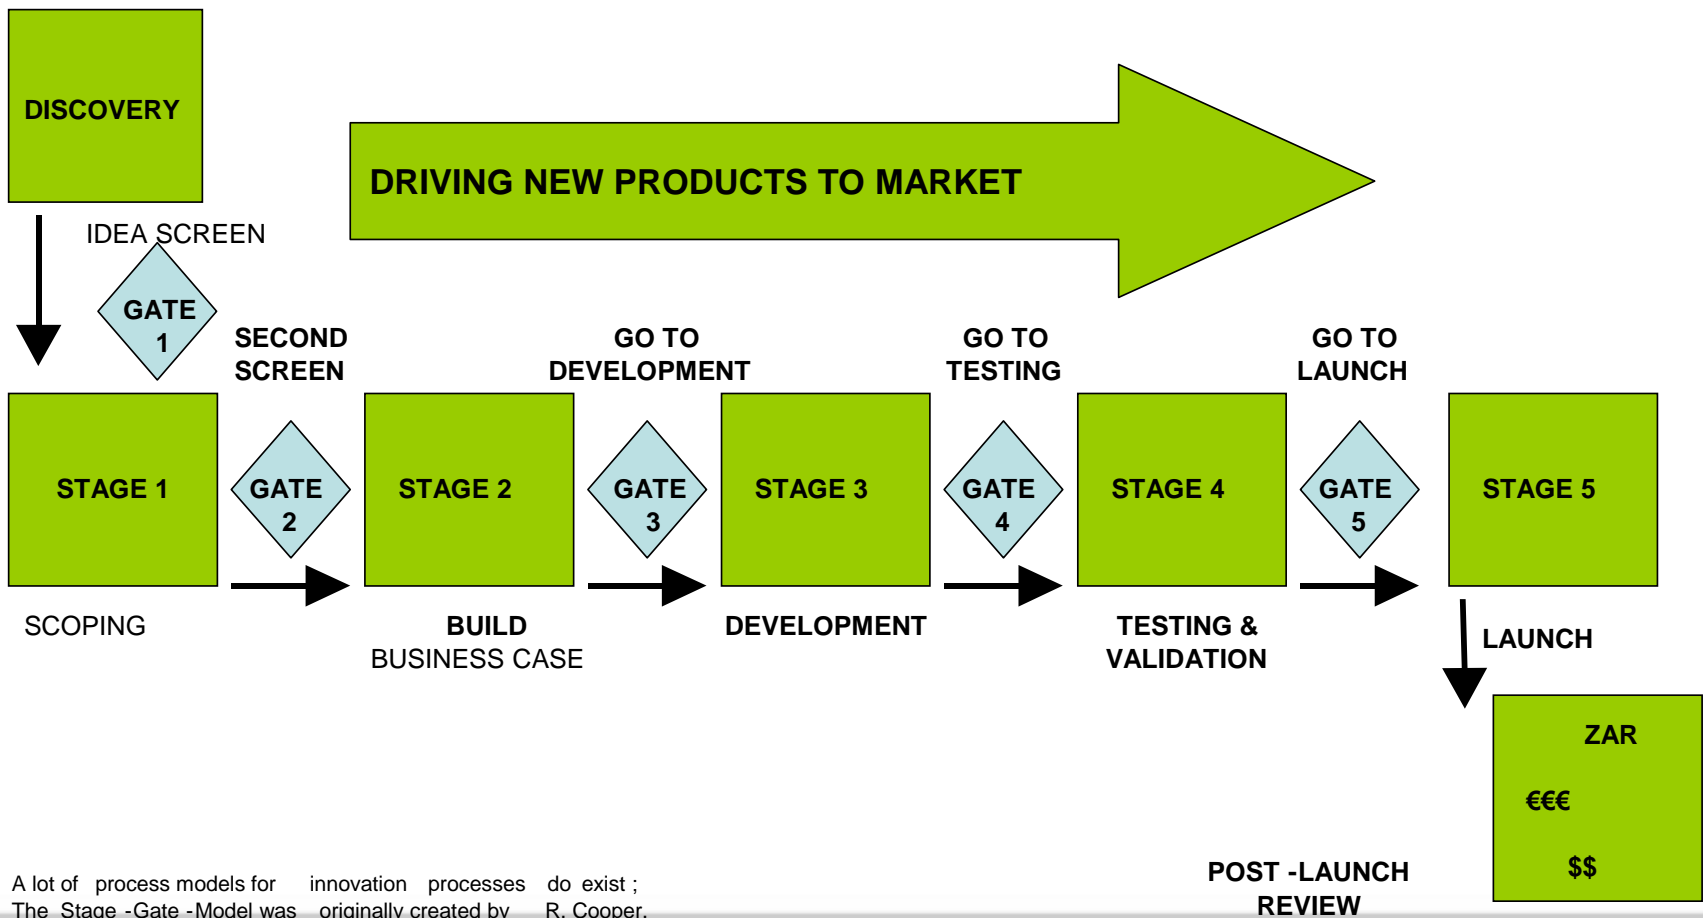 DISCOVERY
DRIVING NEW PRODUCTS TO MARKET
IDEA SCREEN
GATE
1
SECOND
SCREEN
GO TO
DEVELOPMENT
GO TO
TESTING
GO TO
LAUNCH
STAGE 1
GATE
2
STAGE 2
GATE
3
STAGE 3
GATE
4
STAGE 4
GATE
5
STAGE 5
SCOPING
BUILD
BUSINESS CASE
DEVELOPMENT
TESTING &
VALIDATION
LAUNCH
ZAR
€€€
$$
POST -LAUNCH
REVIEW
A lot of process models for innovation processes do exist ;
The Stage -Gate -Model was originally created by R. Cooper.